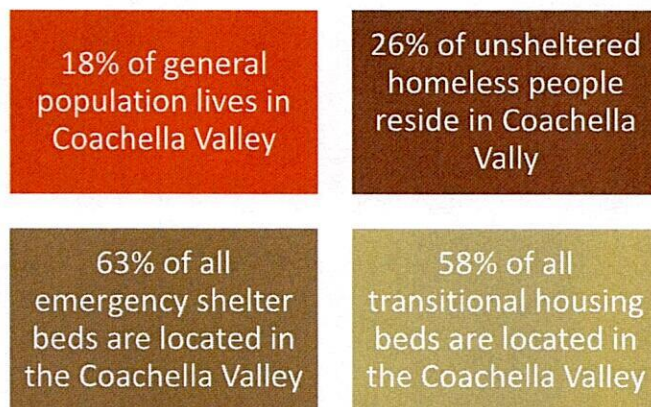 18% of general
population lives in
Coachella Valley
26% of unsheltered
homeless people
reside in Coachella
Vally
63% of all
emergency shelter
beds are located in
the Coachella Valley
58% of all
transitional housing
beds are located in
the Coachella Valley